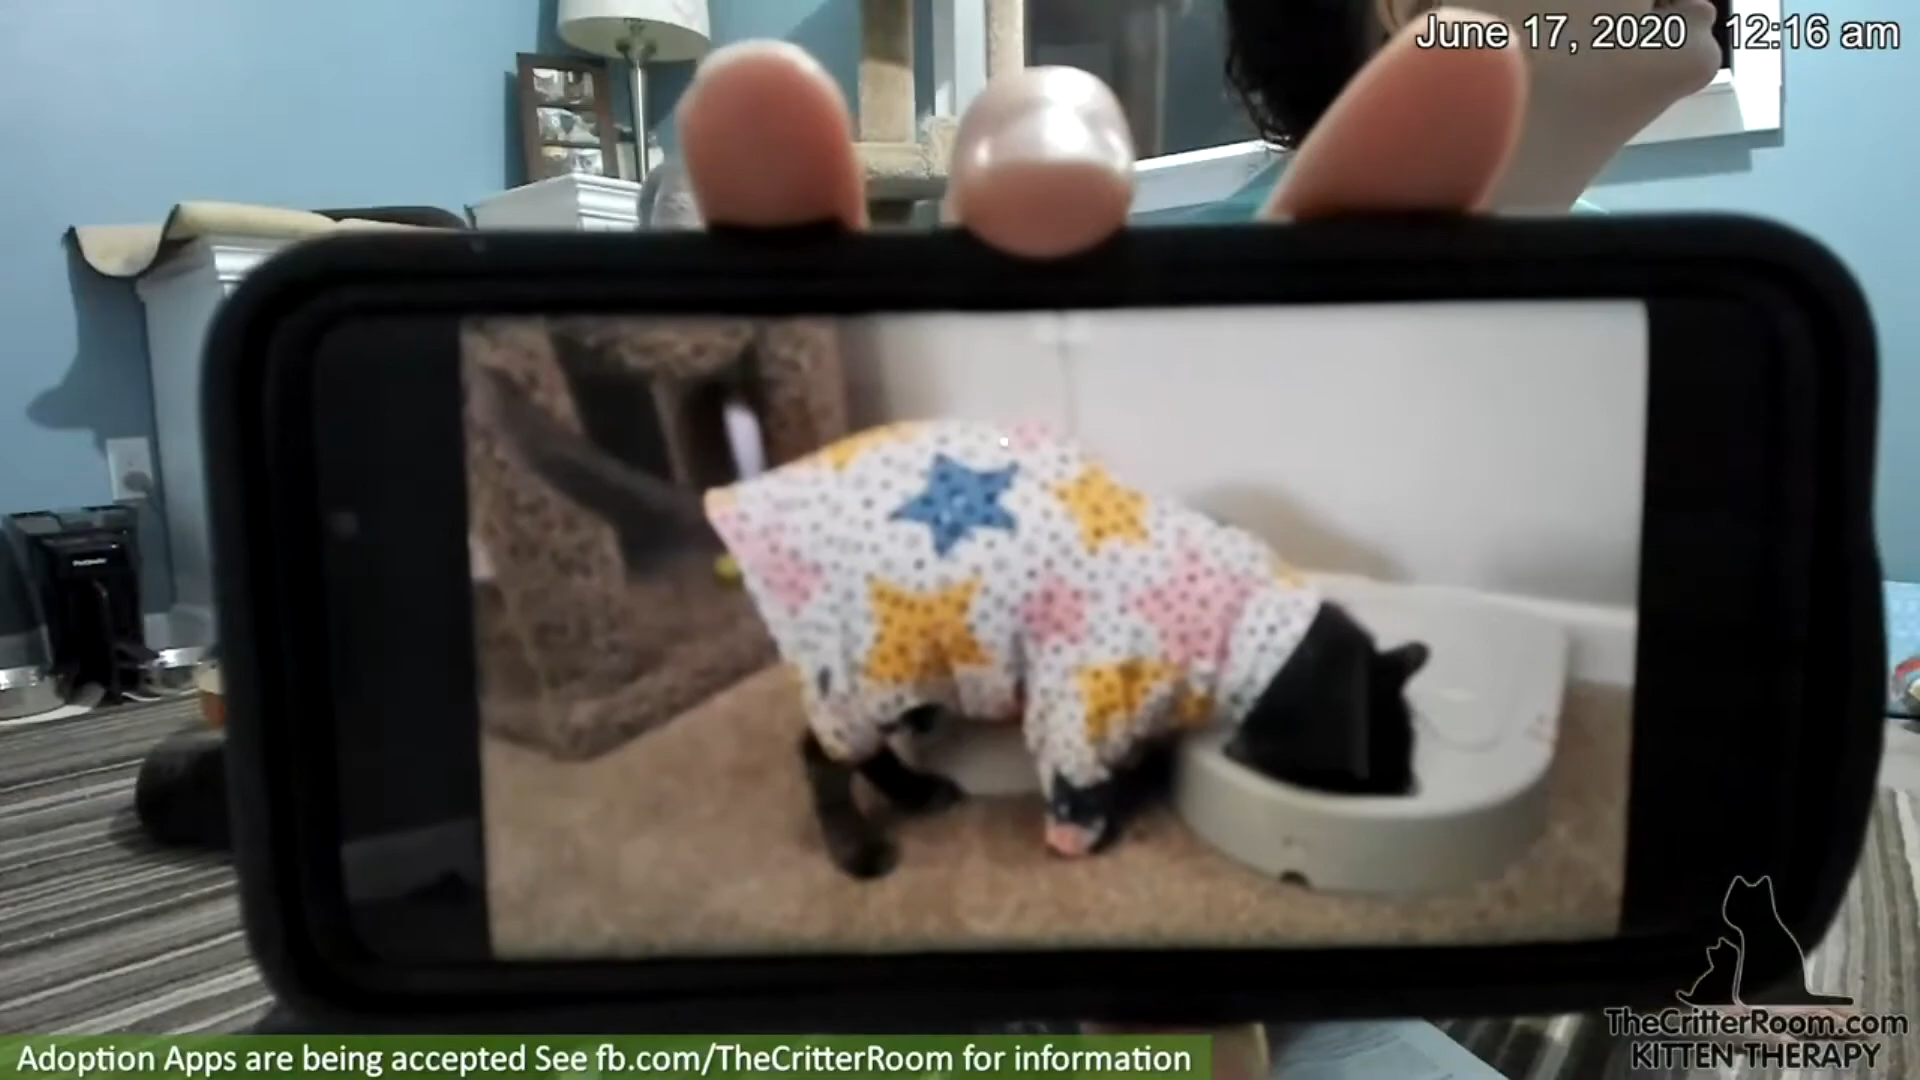 June 17, 2020 12:16 am
Adoption Apps are being accepted See fb.com/TheCritterRoom for information
TheCritterRoom.com
KITTEN THERAPY